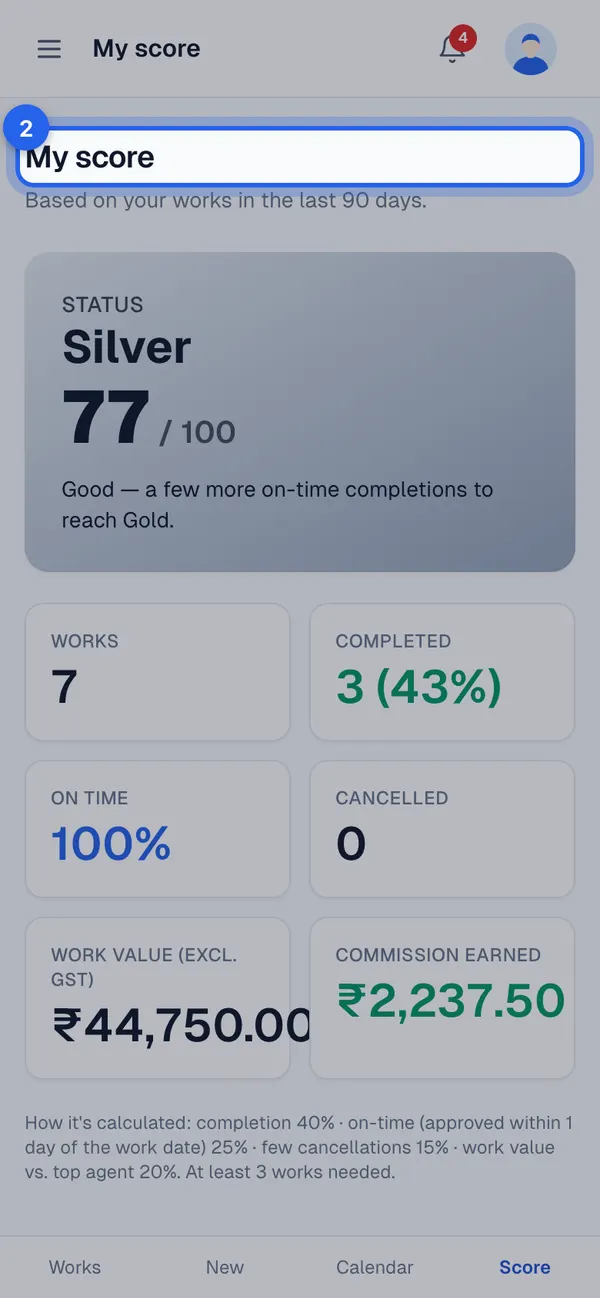 My score
4
2
My score
Based on your works in the last 90 days.
STATUS
Silver
77 / 100
Good — a few more on-time completions to
reach Gold.
WORKS
7
COMPLETED
3 (43%)
ON TIME
100%
CANCELLED
0
WORK VALUE (EXCL.
GST)
₹44,750.00
COMMISSION EARNED
₹2,237.50
How it's calculated: completion 40% · on-time (approved within 1
day of the work date) 25% · few cancellations 15% · work value
vs. top agent 20%. At least 3 works needed.
Works
New
Calendar
Score